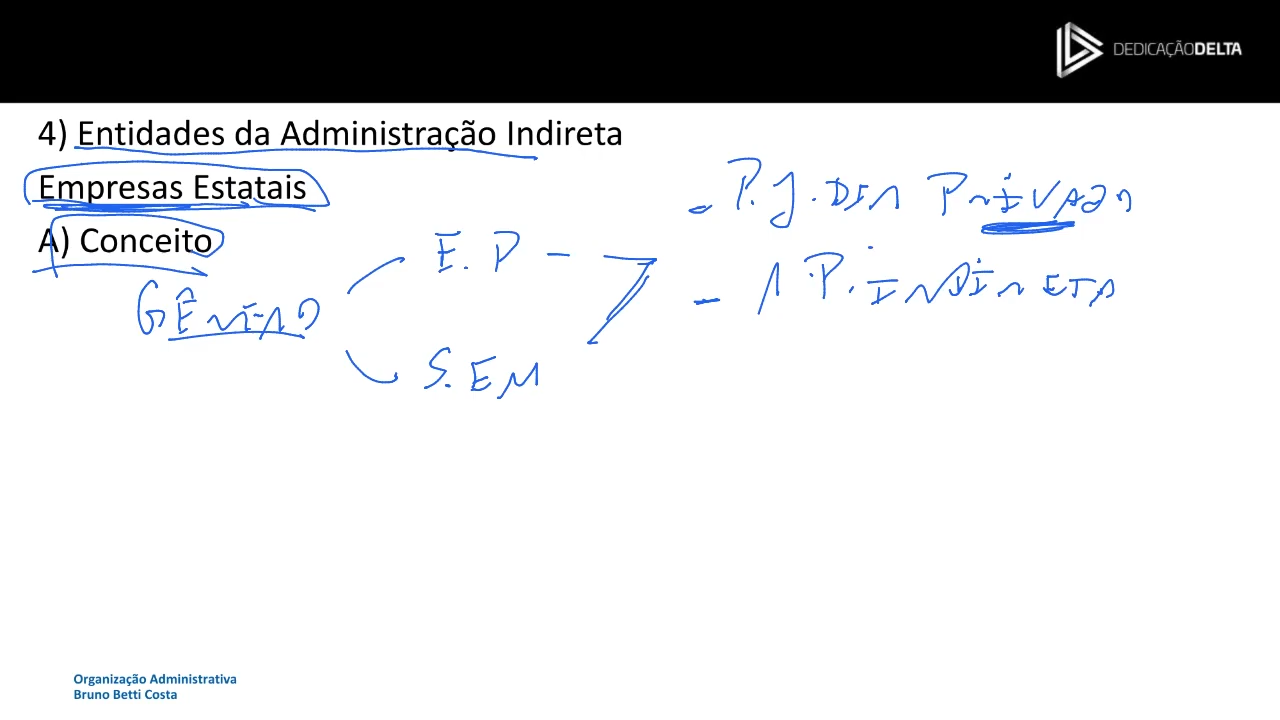 DEDICAÇÃODELTA
4) Entidades da Administração Indireta
Empresas Estatais
A) Conceito
GÊNERO
E.P -
S.EM
- P.J. DIR PRIVADO
- A P. INDIRETA
Organização Administrativa
Bruno Betti Costa